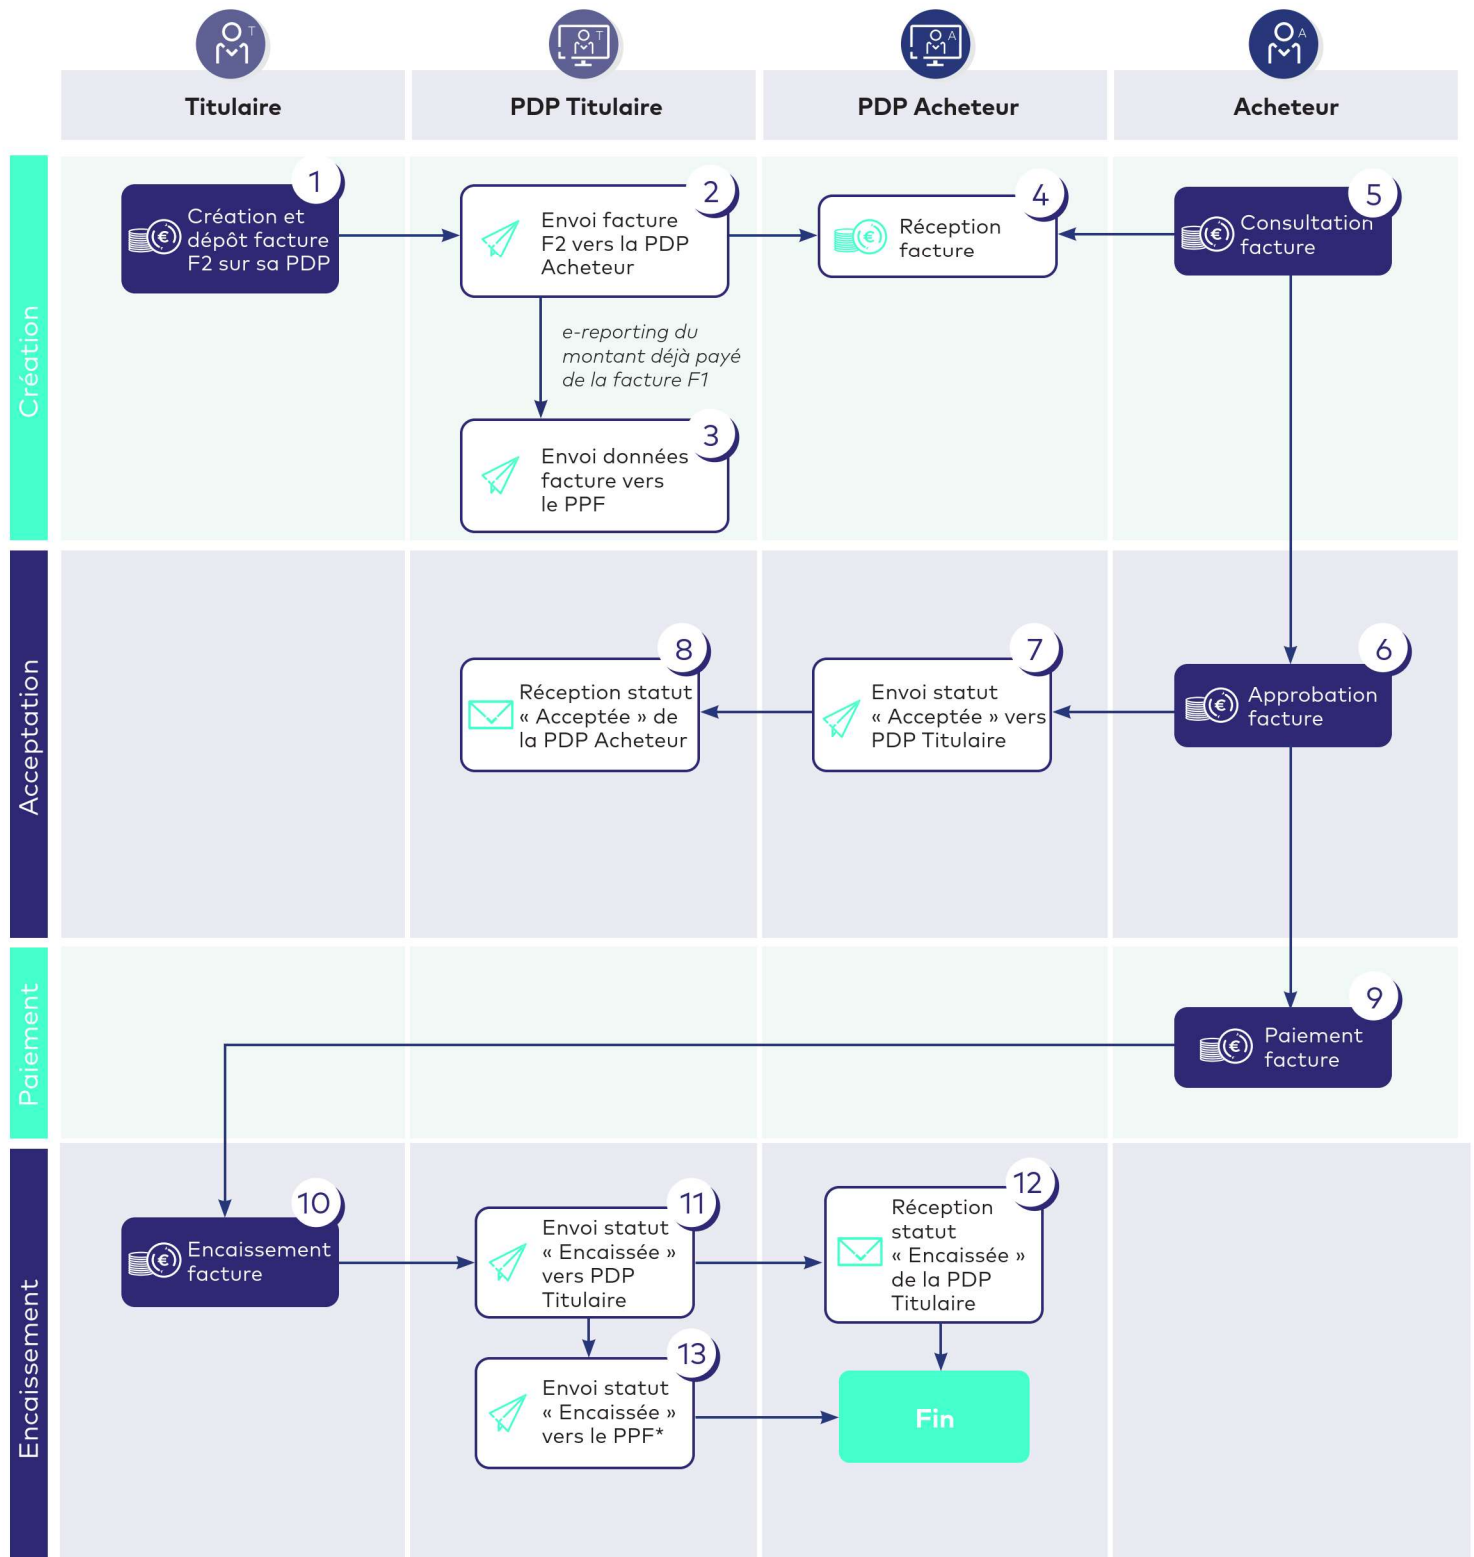 T
T
A
A
Titulaire
PDP Titulaire
PDP Acheteur
Acheteur
Création
1
Création et
dépôt facture
F2 sur sa PDP
2
Envoi facture
F2 vers la PDP
Acheteur
4
Réception
facture
5
Consultation
facture
e-reporting du
montant déjà payé
de la facture F1
3
Envoi données
facture vers
le PPF
Acceptation
8
Réception statut
« Acceptée » de
la PDP Acheteur
7
Envoi statut
« Acceptée » vers
PDP Titulaire
6
Approbation
facture
Paiement
9
Paiement
facture
Encaissement
10
Encaissement
facture
11
Envoi statut
« Encaissée »
vers PDP
Titulaire
12
Réception
statut
« Encaissée »
de la PDP
Titulaire
13
Envoi statut
« Encaissée »
vers le PPF*
Fin